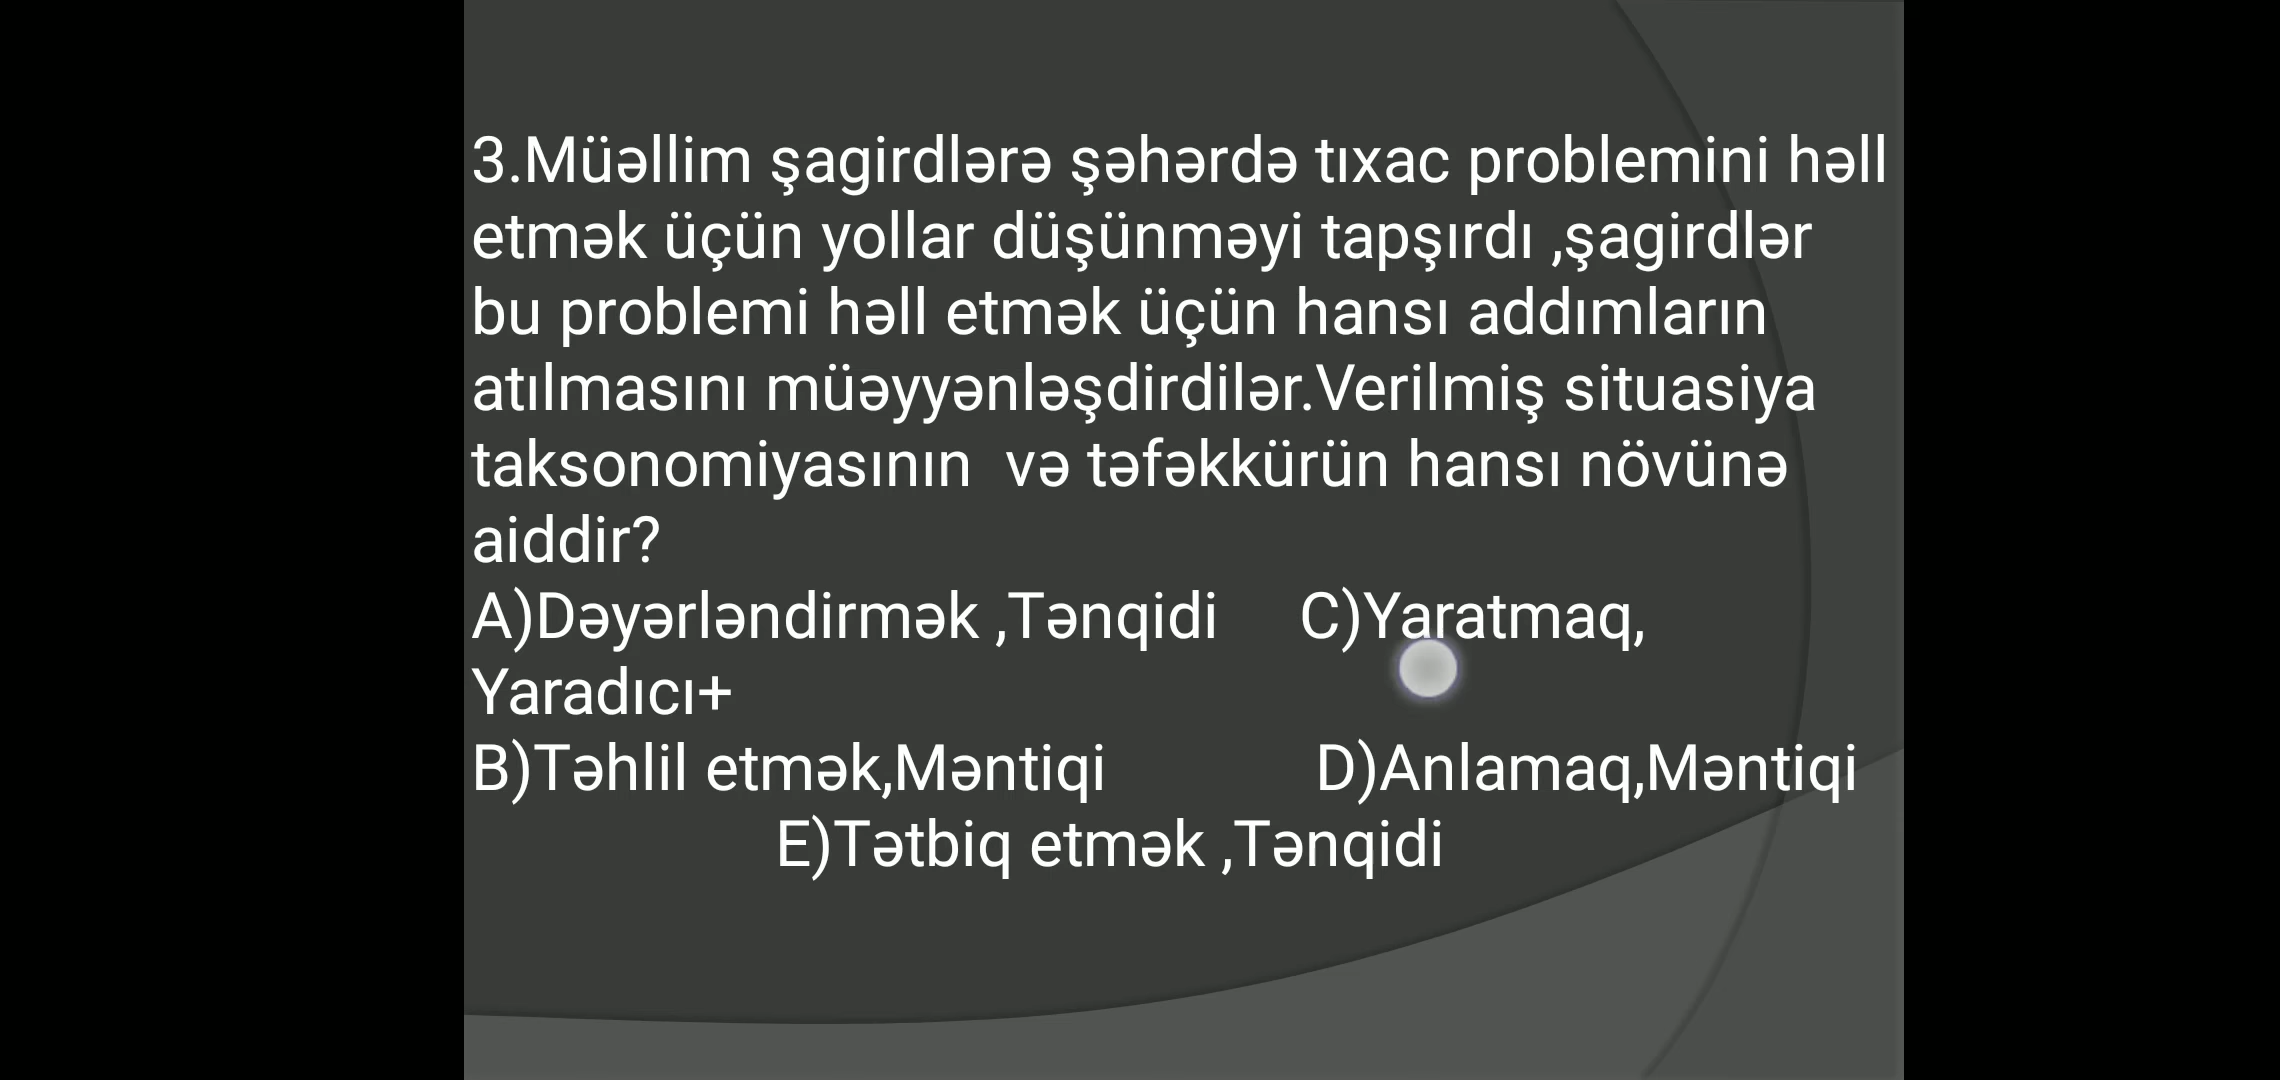 3.Müəllim şagirdlərə şəhərdə tıxac problemini həll
etmək üçün yollar düşünməyi tapşırdı ,şagirdlər
bu problemi həll etmək üçün hansı addımların
atılmasını müəyyənləşdirdilər.Verilmiş situasiya
taksonomiyasının  və təfəkkürün hansı növünə
aiddir?
A)Dəyərləndirmək ,Tənqidi     C)Yaratmaq,
Yaradıcı+
B)Təhlil etmək,Məntiqi             D)Anlamaq,Məntiqi
E)Tətbiq etmək ,Tənqidi